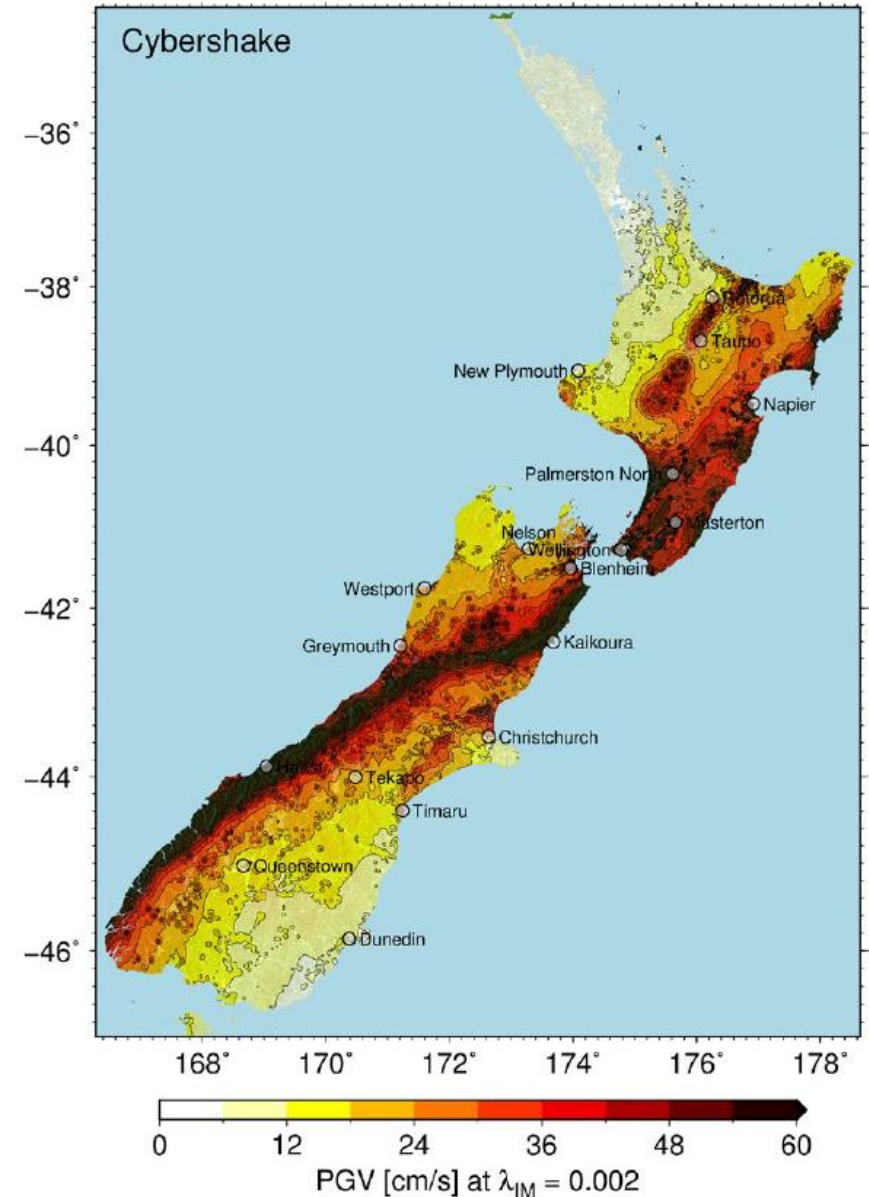 Cybershake
−36°
−38°
Rotorua
Taupo
New Plymouth
Napier
−40°
Palmerston North
Masterton
Nelson
Wellington
Blenheim
Westport
−42°
Greymouth
Kaikoura
Christchurch
−44°
Haast
Tekapo
Timaru
Queenstown
Dunedin
−46°
168° 170° 172° 174° 176° 178°
0 12 24 36 48 60
PGV [cm/s] at λIM = 0.002